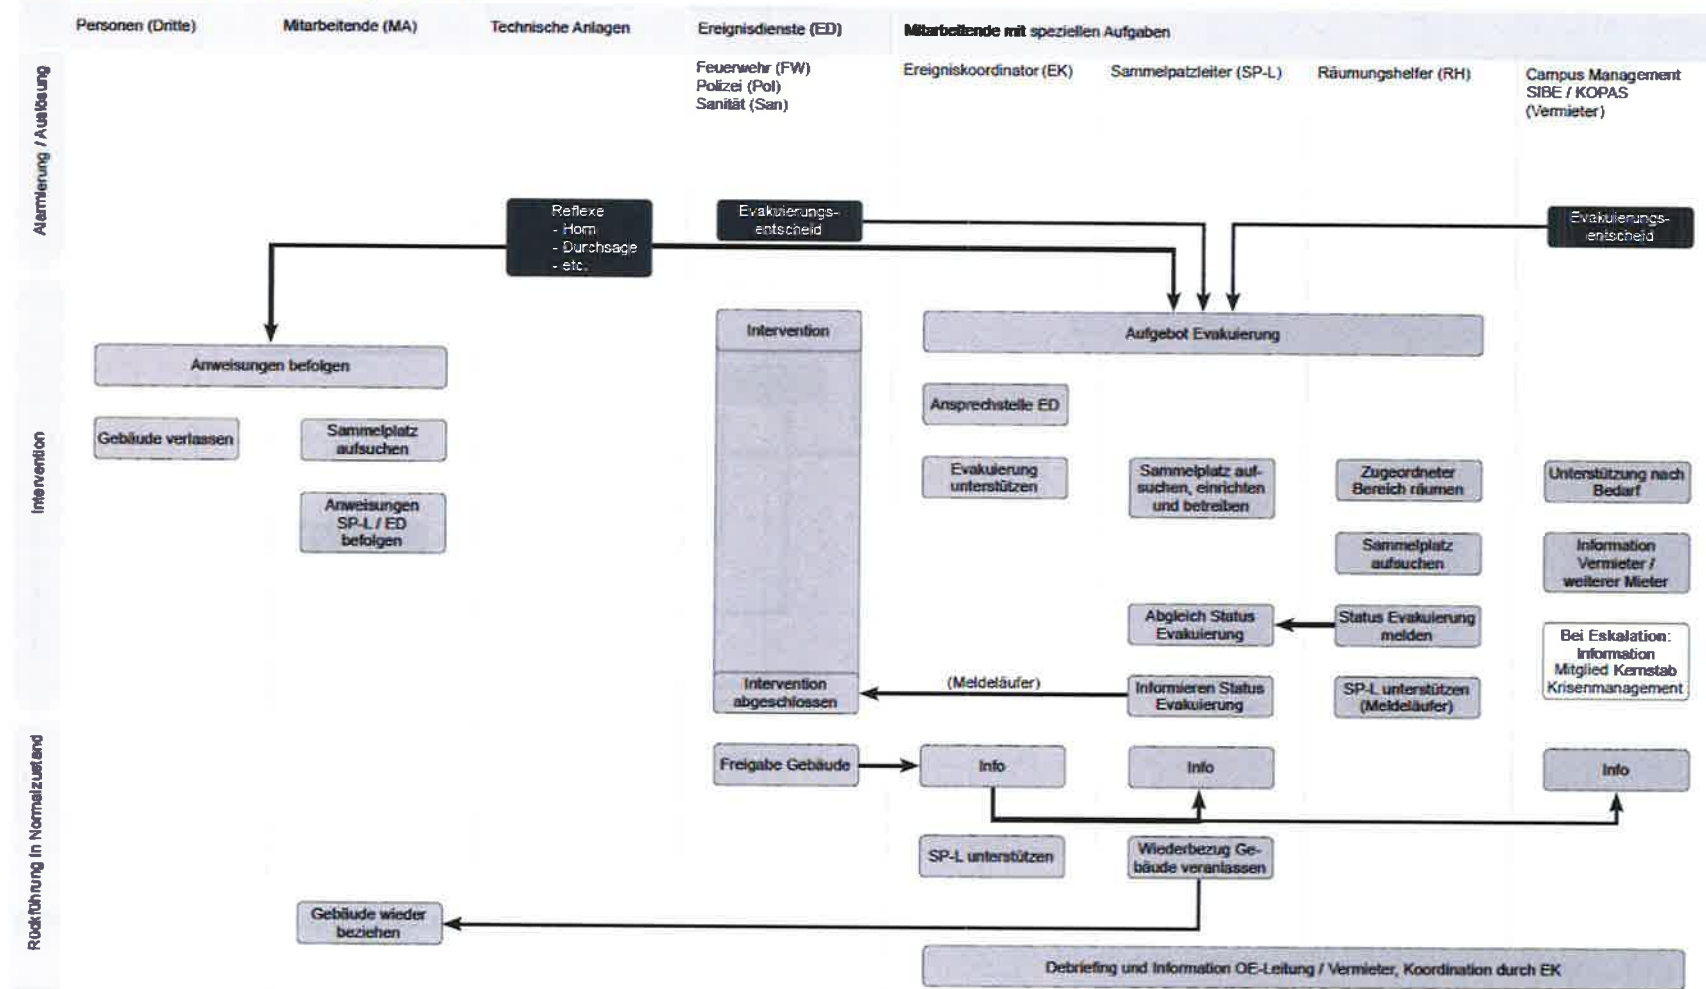 Personen (Dritte)
Mitarbeitende (MA)
Technische Anlagen
Ereignisdienste (ED)
Mitarbeitende mit speziellen Aufgaben
Feuerwehr (FW)
Polizei (Pol)
Sanität (San)
Ereigniskoordinator (EK)
Sammelpatzleiter (SP-L)
Räumungshelfer (RH)
Campus Management
SIBE / KOPAS
(Vermieter)
Alarmierung / Auslösung
Reflexe
- Horn
- Durchsage
- etc.
Evakuierungs-
entscheid
Evakuierungs-
entscheid
Intervention
Anweisungen befolgen
Intervention
Aufgebot Evakuierung
Gebäude verlassen
Sammelplatz
aufsuchen
Anweisungen
SP-L / ED
befolgen
Ansprechstelle ED
Evakuierung
unterstützen
Sammelplatz auf-
suchen, einrichten
und betreiben
Zugeordneter
Bereich räumen
Unterstützung nach
Bedarf
Sammelplatz
aufsuchen
Information
Vermieter /
weiterer Mieter
Abgleich Status
Evakuierung
Status Evakuierung
melden
Bei Eskalation:
Information
Mitglied Kernstab
Krisenmanagement
Intervention
abgeschlossen
(Meldeläufer)
Informieren Status
Evakuierung
SP-L unterstützen
(Meldeläufer)
Rückführung in Normalzustand
Freigabe Gebäude
Info
Info
Info
SP-L unterstützen
Wiederbezug Ge-
bäude veranlassen
Gebäude wieder
beziehen
Debriefing und Information OE-Leitung / Vermieter, Koordination durch EK